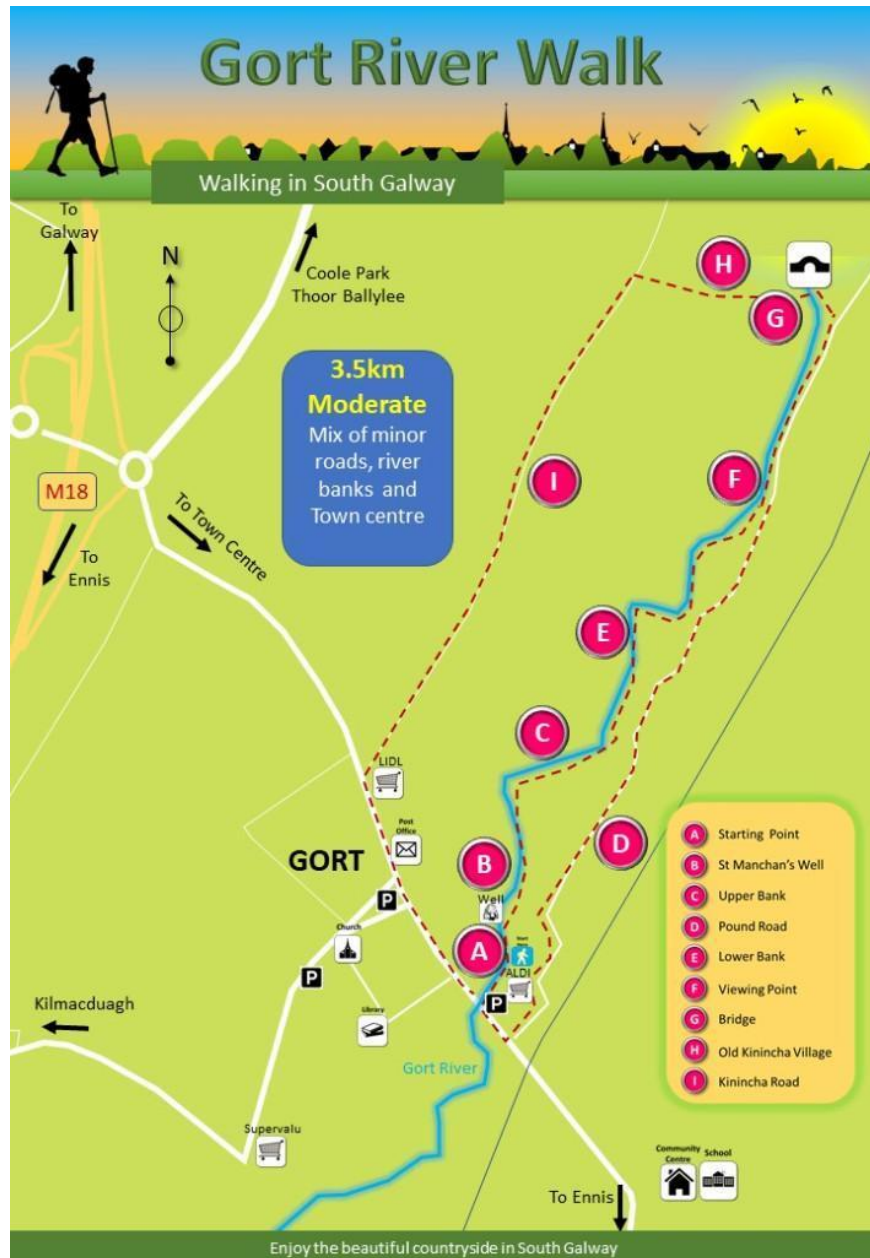 Gort River Walk
Walking in South Galway
To
Galway
N
Coole Park
Thoor Ballylee
3.5km
Moderate
Mix of minor
roads, river
banks and
Town centre
M18
To Town Centre
To
Ennis
H
G
F
I
E
C
D
B
A
LIDL
Post
Office
GORT
P
Church
P
Well
Start
Here
ALDI
P
Library
Kilmacduagh
Gort River
Supervalu
A Starting Point
B St Manchan's Well
C Upper Bank
D Pound Road
E Lower Bank
F Viewing Point
G Bridge
H Old Kinincha Village
I Kinincha Road
Community
Centre
School
To Ennis
Enjoy the beautiful countryside in South Galway